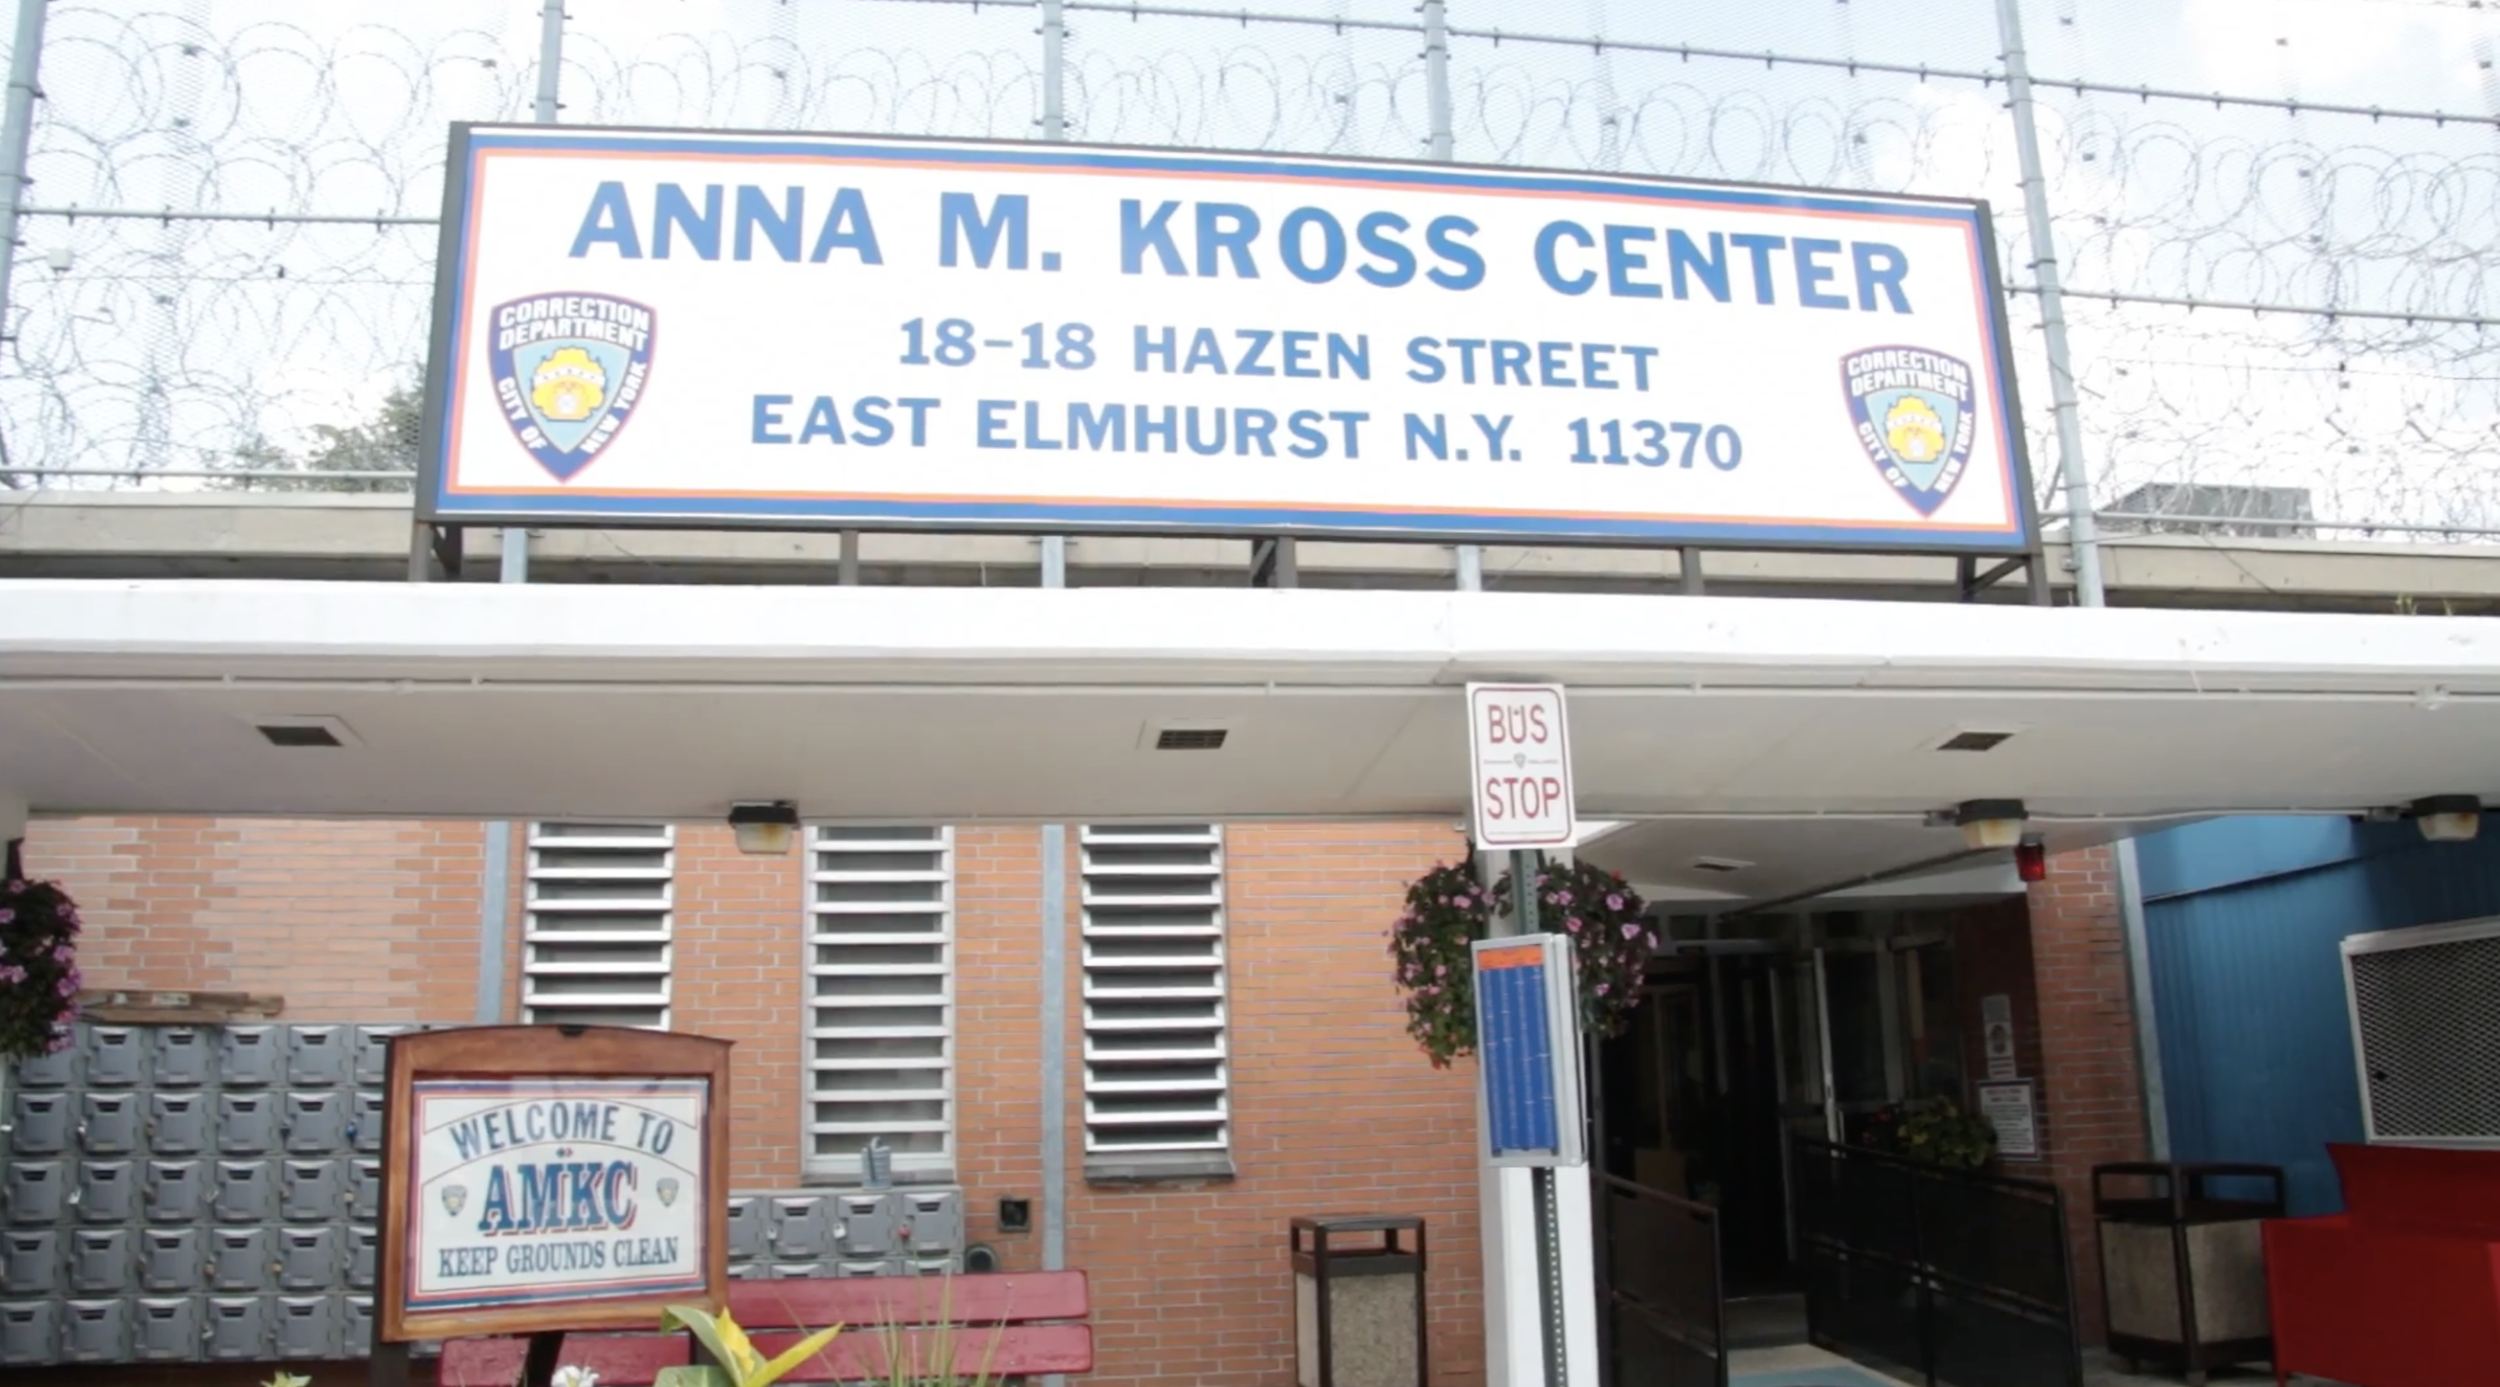 ANNA M. KROSS CENTER
CORRECTION
DEPARTMENT
CITY OF NEW YORK
18-18 HAZEN STREET
EAST ELMHURST N.Y. 11370
CORRECTION
DEPARTMENT
CITY OF NEW YORK
BUS
STOP
WELCOME TO
AMKC
KEEP GROUNDS CLEAN